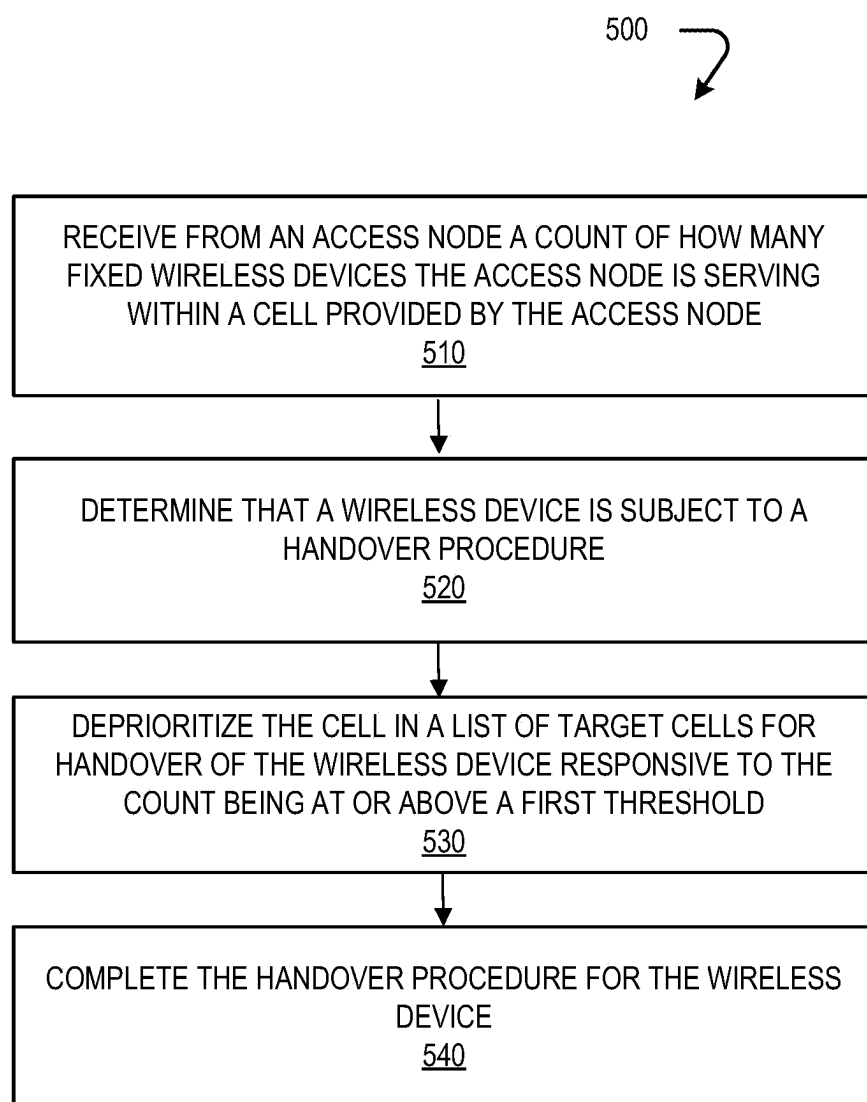 500
RECEIVE FROM AN ACCESS NODE A COUNT OF HOW MANY
FIXED WIRELESS DEVICES THE ACCESS NODE IS SERVING
WITHIN A CELL PROVIDED BY THE ACCESS NODE
510
DETERMINE THAT A WIRELESS DEVICE IS SUBJECT TO A
HANDOVER PROCEDURE
520
DEPRIORITIZE THE CELL IN A LIST OF TARGET CELLS FOR
HANDOVER OF THE WIRELESS DEVICE RESPONSIVE TO THE
COUNT BEING AT OR ABOVE A FIRST THRESHOLD
530
COMPLETE THE HANDOVER PROCEDURE FOR THE WIRELESS
DEVICE
540